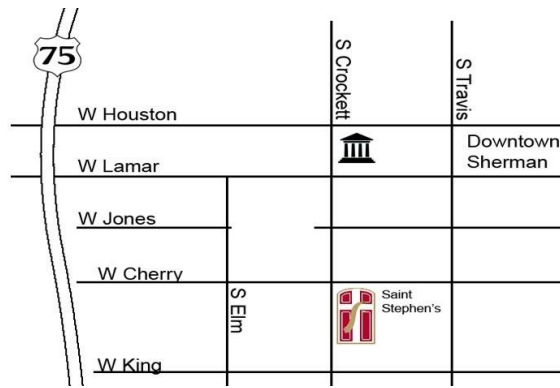 75
S Crockett
S Travis
W Houston
Downtown
Sherman
W Lamar
W Jones
W Cherry
S Elm
Saint
Stephen's
W King